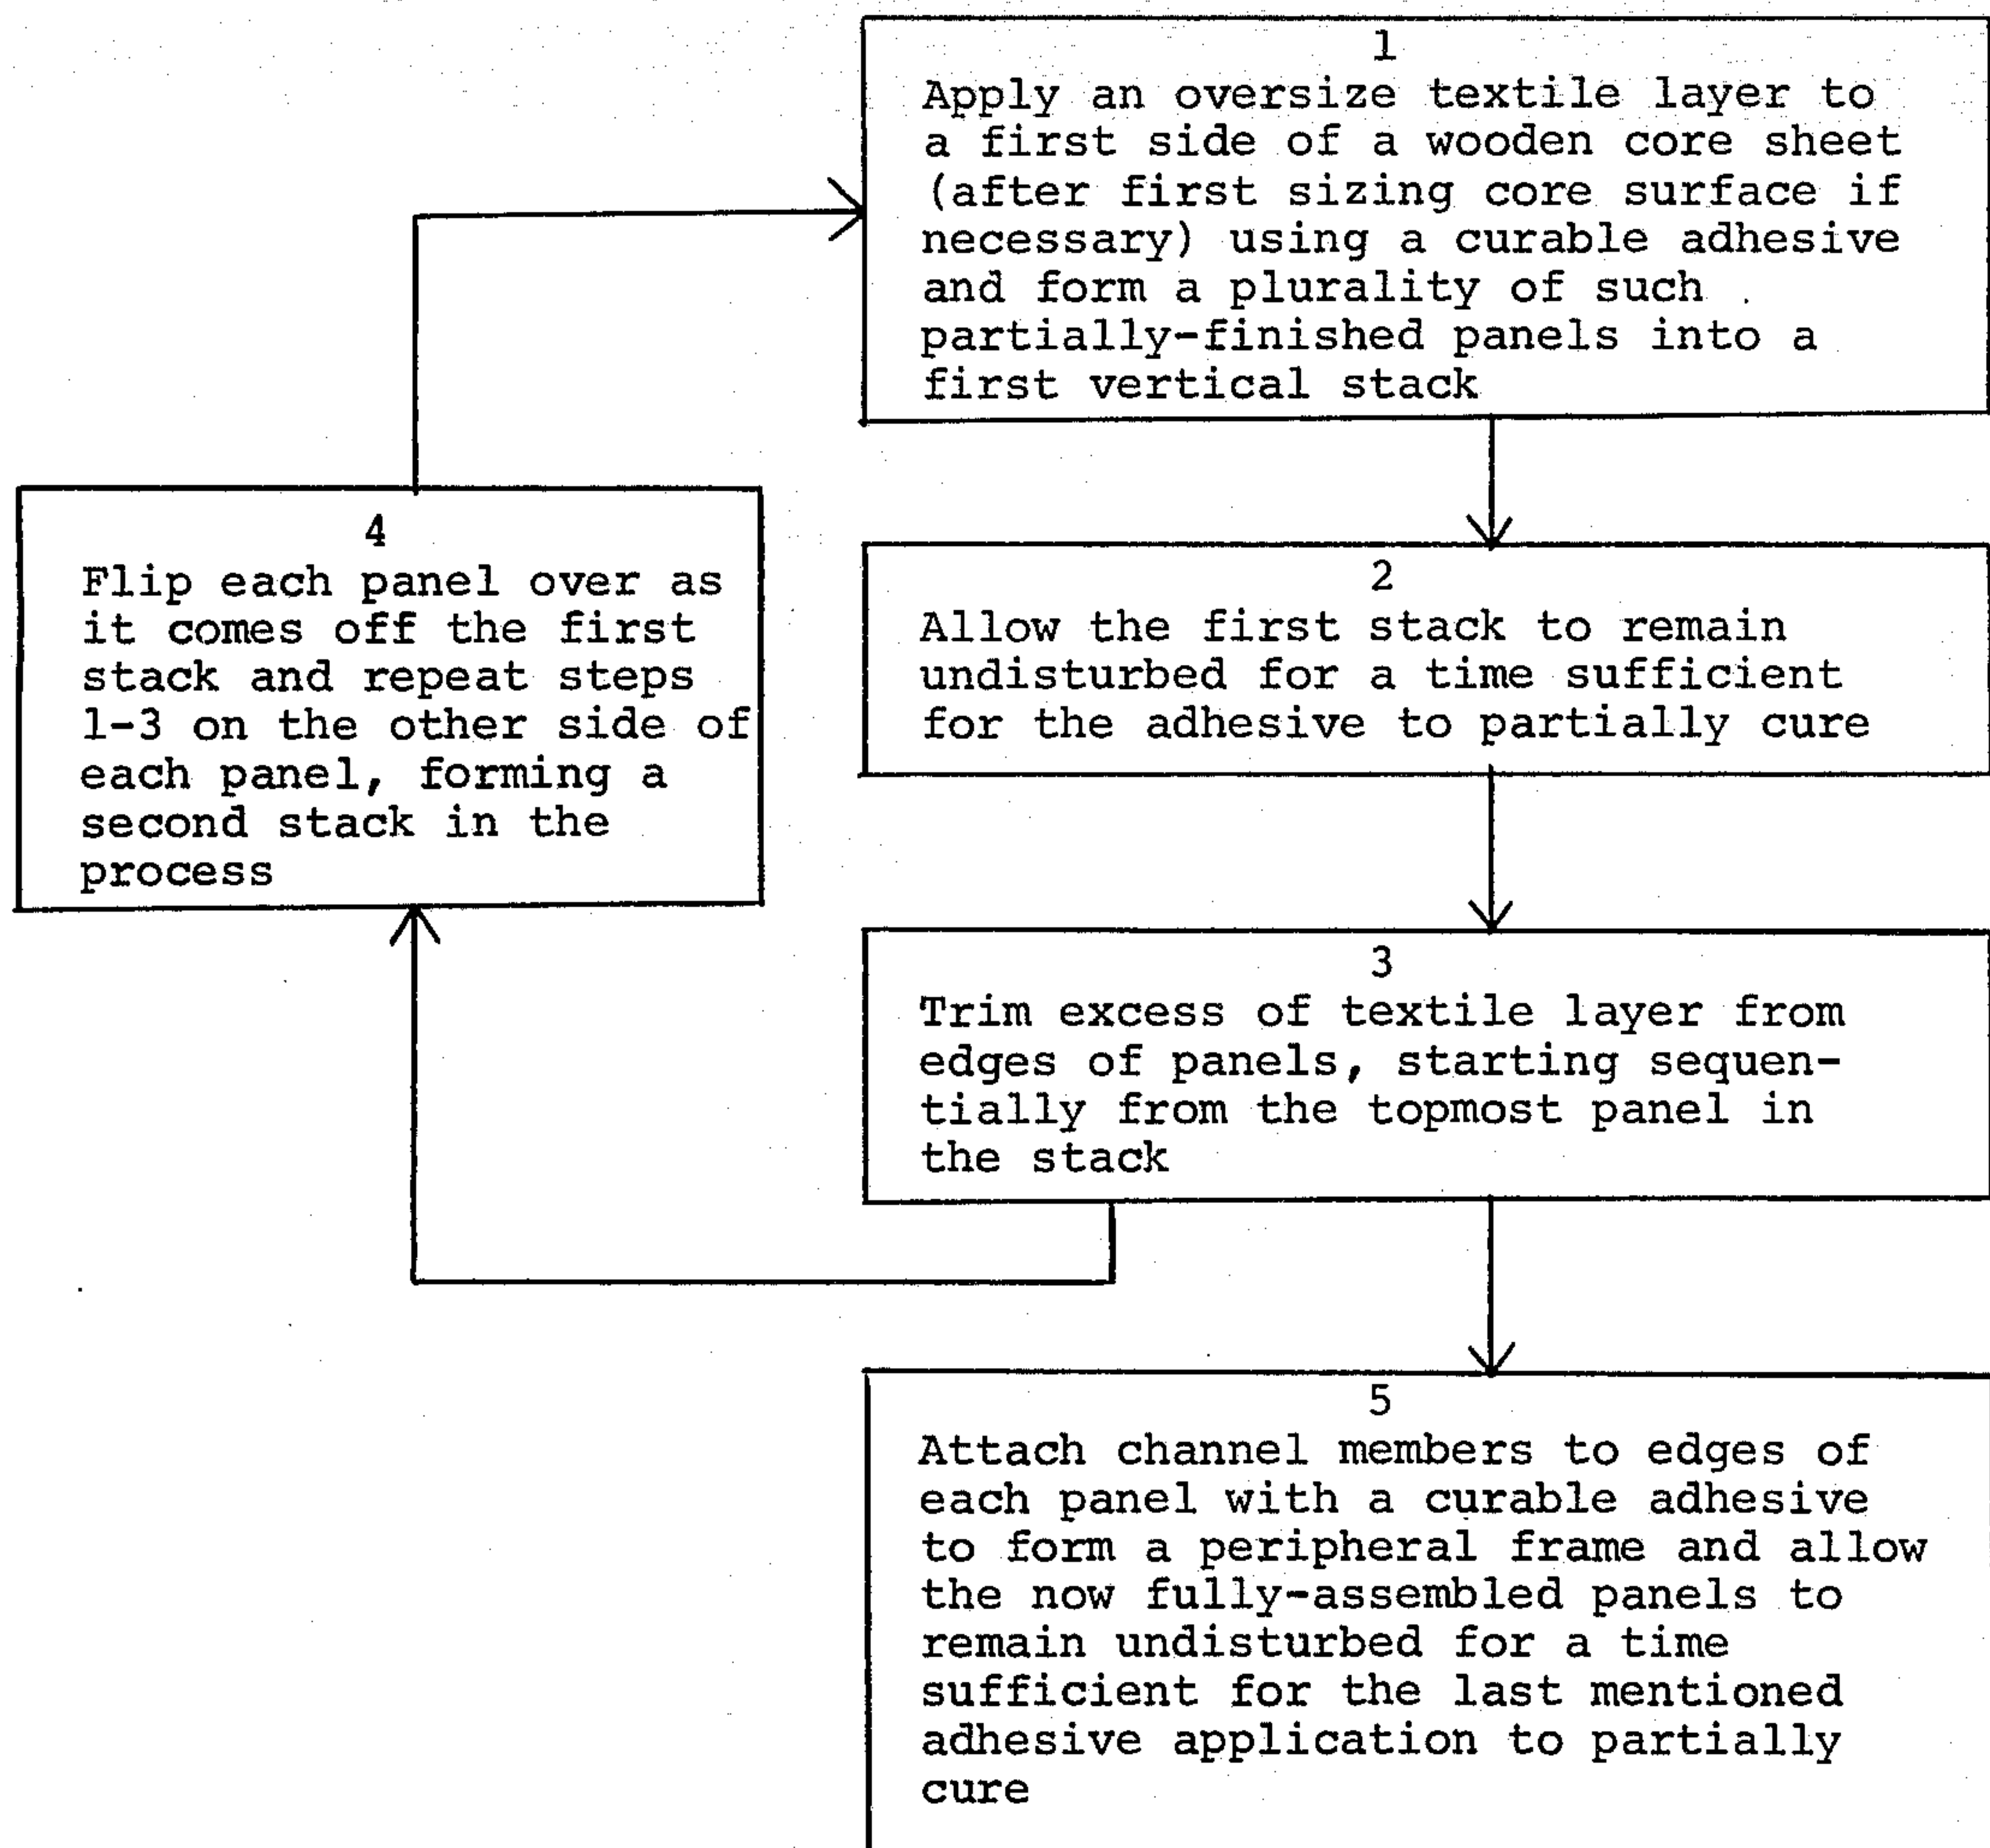 1
Apply an oversize textile layer to
a first side of a wooden core sheet
(after first sizing core surface if
necessary) using a curable adhesive
and form a plurality of such
partially-finished panels into a
first vertical stack
4
Flip each panel over as
it comes off the first
stack and repeat steps
1-3 on the other side of
each panel, forming a
second stack in the
process
2
Allow the first stack to remain
undisturbed for a time sufficient
for the adhesive to partially cure
3
Trim excess of textile layer from
edges of panels, starting sequen-
tially from the topmost panel in
the stack
5
Attach channel members to edges of
each panel with a curable adhesive
to form a peripheral frame and allow
the now fully-assembled panels to
remain undisturbed for a time
sufficient for the last mentioned
adhesive application to partially
cure